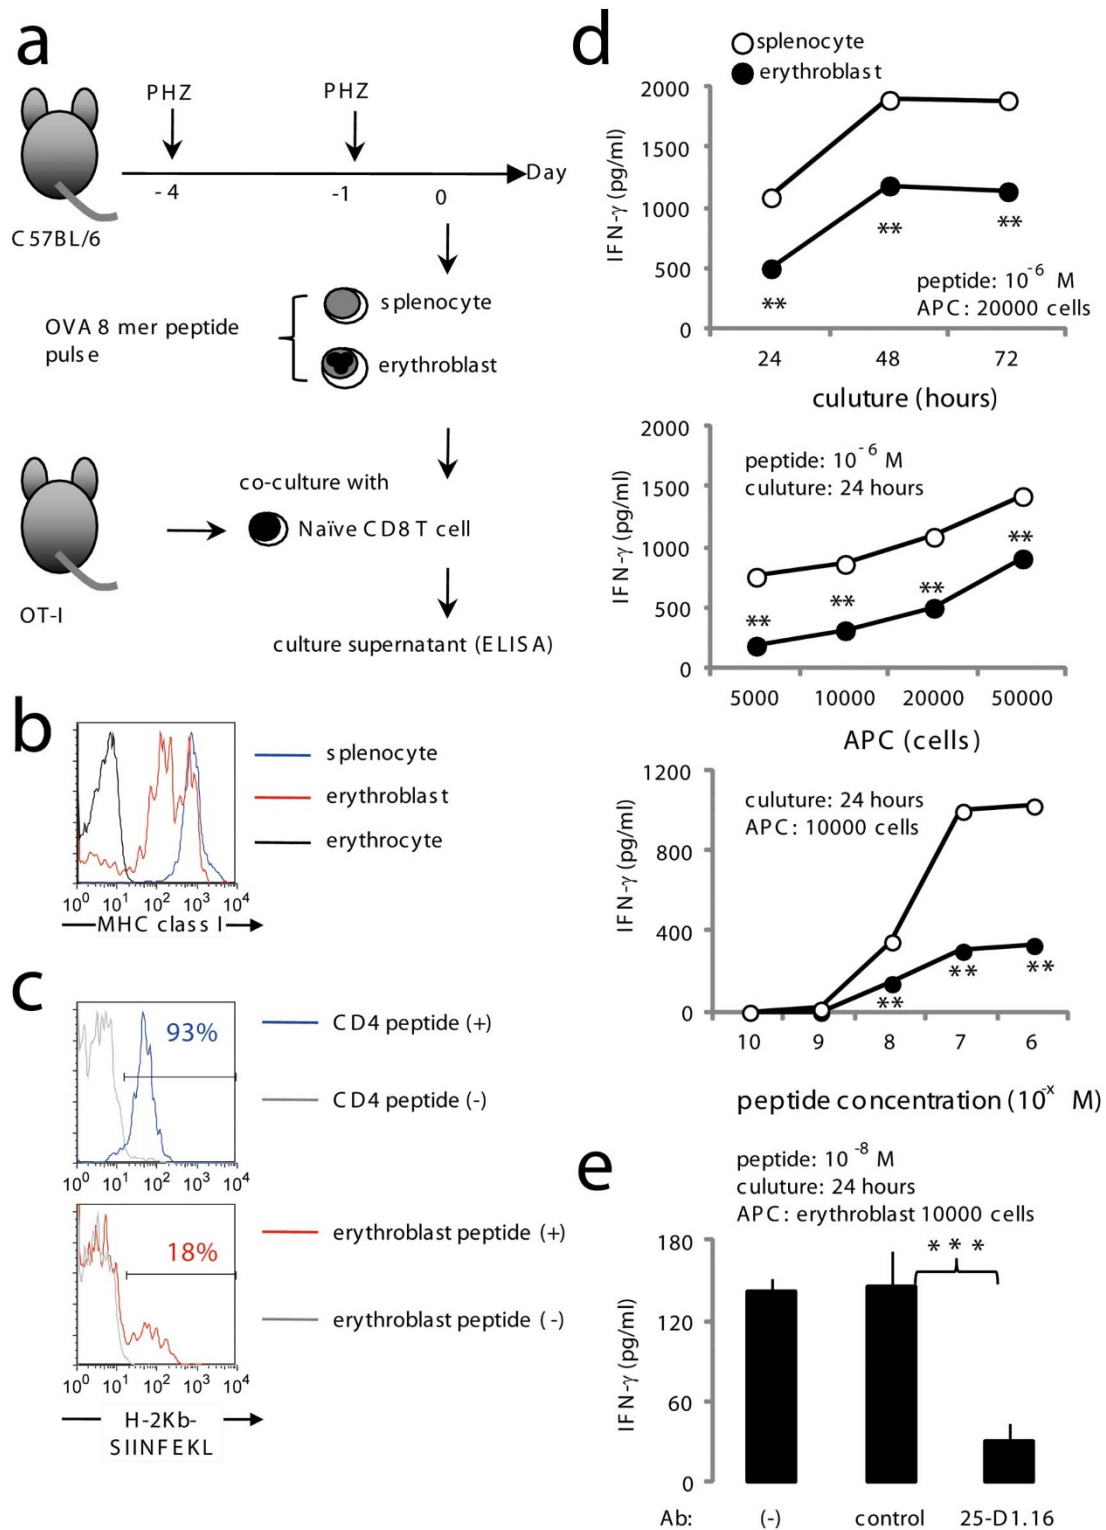 a
PHZ
PHZ
Day
-4
-1
0
C57BL/6
splenocyte
OVA 8 mer peptide
pulse
erythroblast
co-culture with
Naïve CD8 T cell
OT-I
culture supernatant (ELISA)
b
splenocyte
erythroblast
erythrocyte
10⁰ 10¹ 10² 10³ 10⁴
MHC class I
c
93%
CD4 peptide (+)
CD4 peptide (-)
10⁰ 10¹ 10² 10³ 10⁴
18%
erythroblast peptide (+)
erythroblast peptide (-)
10⁰ 10¹ 10² 10³ 10⁴
H-2Kb-
SIINFEKL
d
splenocyte
erythroblast
IFN-γ (pg/ml)
2000
1500
1000
500
0
**
**
**
peptide: 10⁻⁶ M
APC: 20000 cells
24 48 72
culuture (hours)
IFN-γ (pg/ml)
2000
1500
1000
500
0
peptide: 10⁻⁶ M
culuture: 24 hours
**
**
**
**
5000 10000 20000 50000
APC (cells)
IFN-γ (pg/ml)
1200
800
400
0
culuture: 24 hours
APC: 10000 cells
**
**
**
10 9 8 7 6
peptide concentration (10⁻ˣ M)
e
peptide: 10⁻⁸ M
culuture: 24 hours
APC: erythroblast 10000 cells
IFN-γ (pg/ml)
180
120
60
0
***
Ab: (-) control 25-D1.16